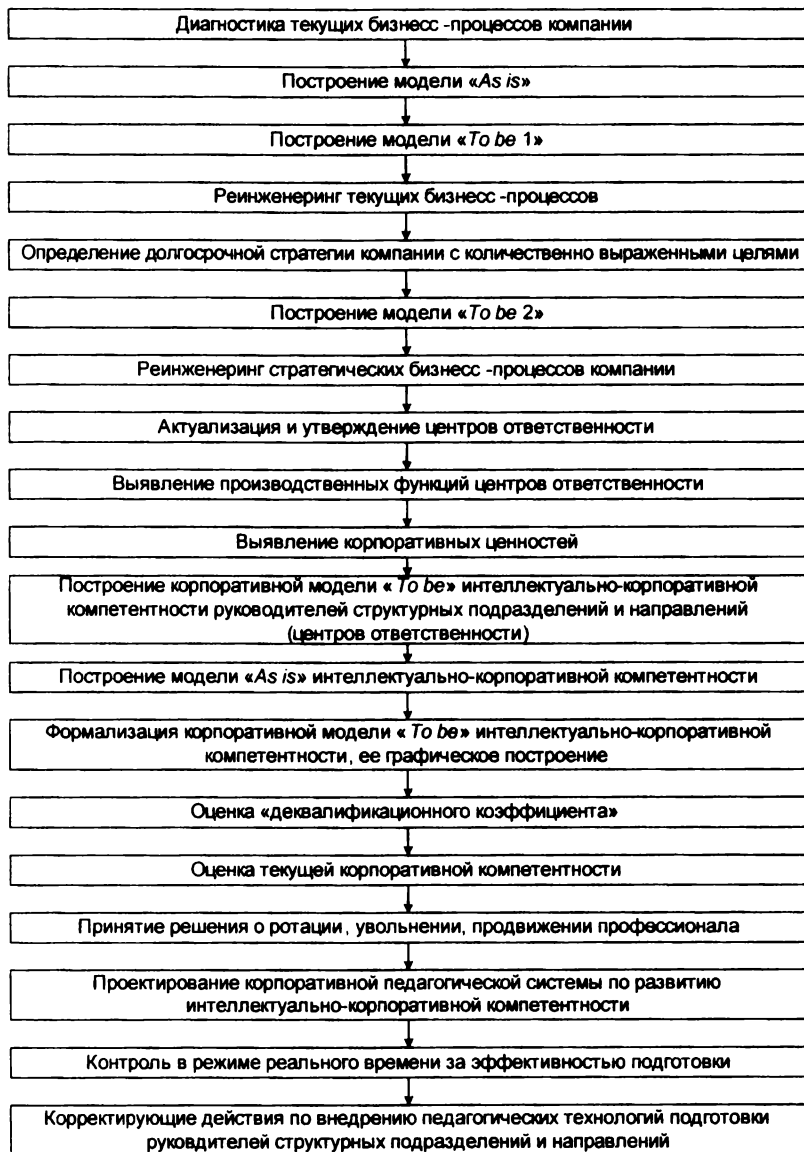 Диагностика текущих бизнесс -процессов компании
Построение модели «As is»
Построение модели «To be 1»
Реинженеринг текущих бизнесс -процессов
Определение долгосрочной стратегии компании с количественно выраженными целями
Построение модели «To be 2»
Реинженеринг стратегических бизнесс -процессов компании
Актуализация и утверждение центров ответственности
Выявление производственных функций центров ответственности
Выявление корпоративных ценностей
Построение корпоративной модели « To be» интеллектуально-корпоративной
компетентности руководителей структурных подразделений и направлений
(центров ответственности)
Построение модели «As is» интеллектуально-корпоративной компетентности
Формализация корпоративной модели « To be» интеллектуально-корпоративной
компетентности, ее графическое построение
Оценка «деквалификационного коэффициента»
Оценка текущей корпоративной компетентности
Принятие решения о ротации, увольнении, продвижении профессионала
Проектирование корпоративной педагогической системы по развитию
интеллектуально-корпоративной компетентности
Контроль в режиме реального времени за эффективностью подготовки
Корректирующие действия по внедрению педагогических технологий подготовки
руковдителей структурных подразделений и направлений